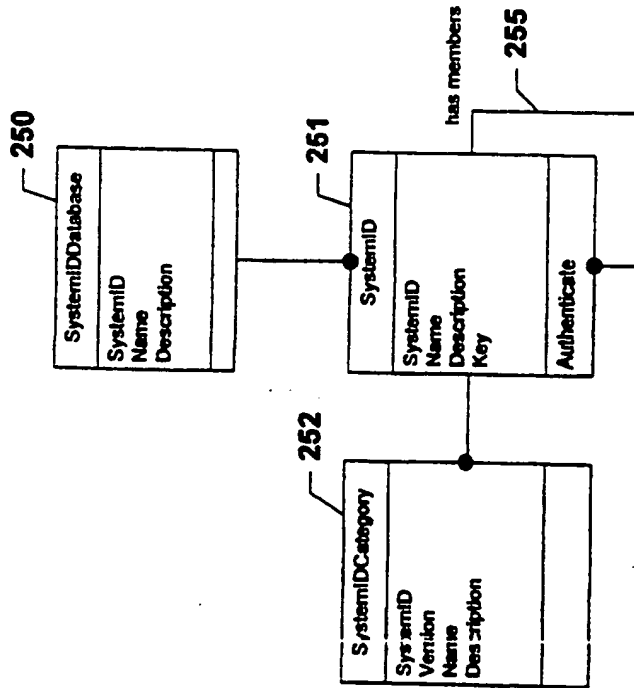 250
SystemIDDatabase
SystemID
Name
Description
251
SystemID
SystemID
Name
Description
Key
Authenticate
has members
255
252
SystemIDCategory
SystemID
Version
Name
Description